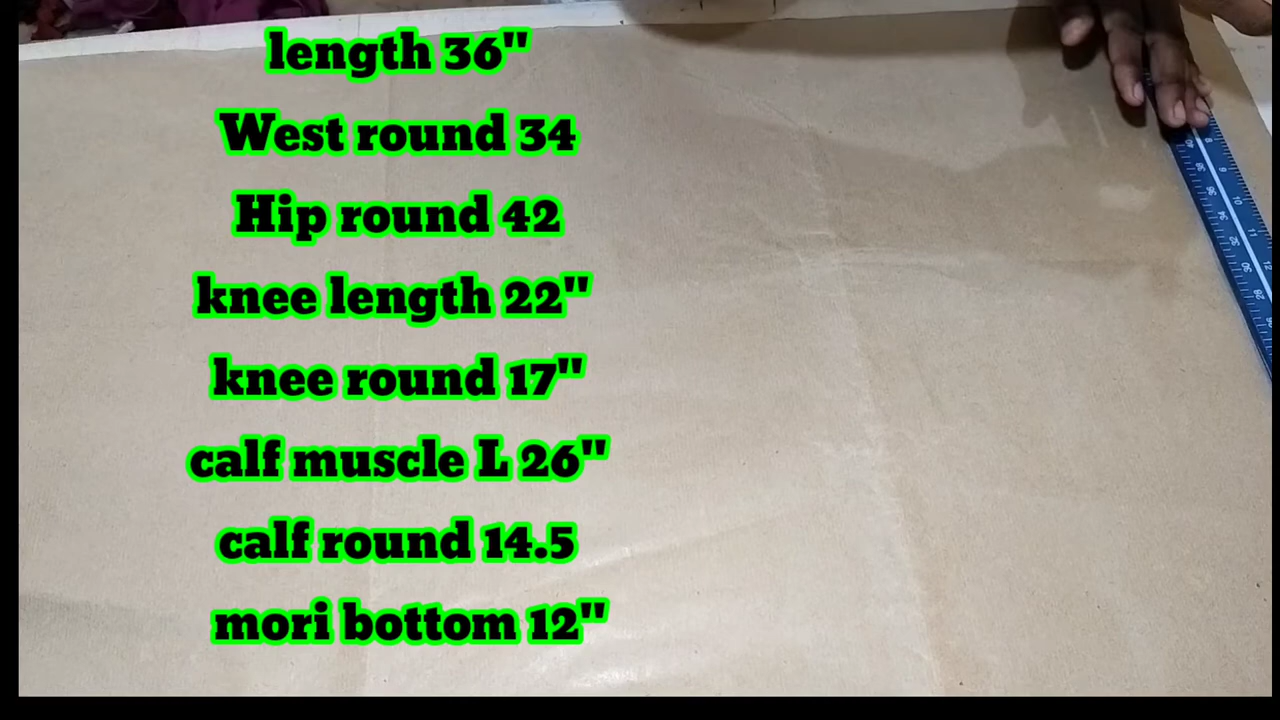 length 36"
West round 34
Hip round 42
knee length 22"
knee round 17"
calf muscle L 26"
calf round 14.5
mori bottom 12"